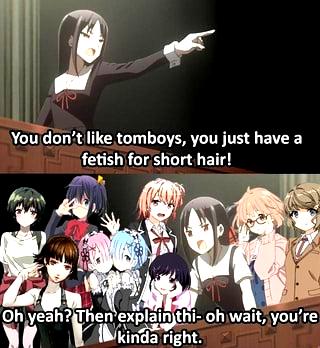 You don't like tomboys, you just have a
fetish for short hair!
Oh yeah? Then explain thi- oh wait, you're
kinda right.